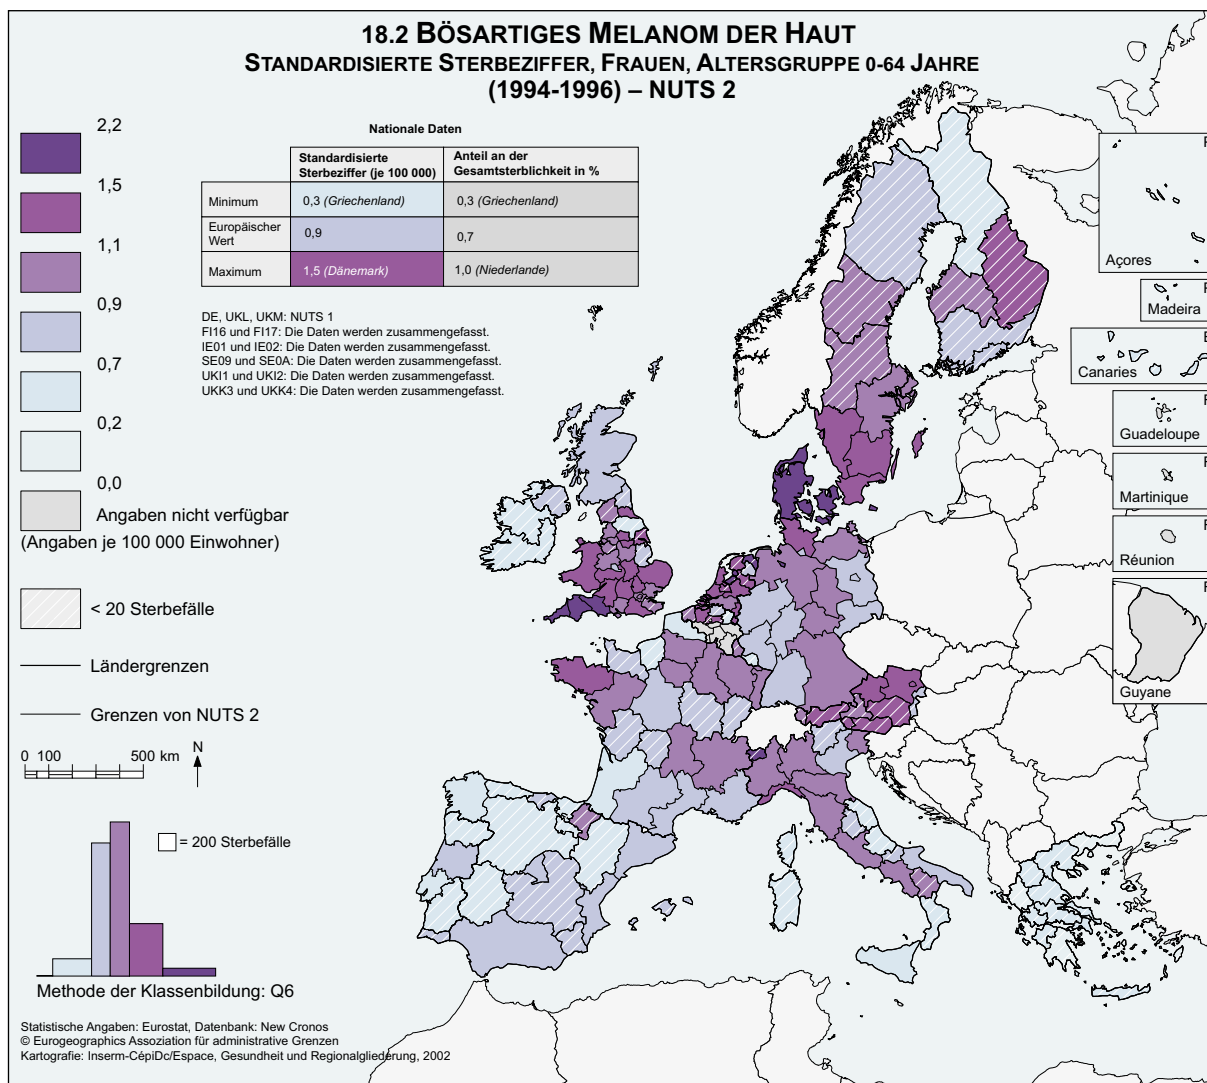 18.2 BÖSARTIGES MELANOM DER HAUT
STANDARDISIERTE STERBEZIFFER, FRAUEN, ALTERSGRUPPE 0-64 JAHRE
(1994-1996) – NUTS 2
2,2
1,5
1,1
0,9
0,7
0,2
0,0
Angaben nicht verfügbar
(Angaben je 100 000 Einwohner)
< 20 Sterbefälle
Ländergrenzen
Grenzen von NUTS 2
0 100 500 km
N
Nationale Daten
Standardisierte Sterbeziffer (je 100 000)
Anteil an der Gesamtsterblichkeit in %
Minimum 0,3 (Griechenland) 0,3 (Griechenland)
Europäischer Wert 0,9 0,7
Maximum 1,5 (Dänemark) 1,0 (Niederlande)
DE, UKL, UKM: NUTS 1
FI16 und FI17: Die Daten werden zusammengefasst.
IE01 und IE02: Die Daten werden zusammengefasst.
SE09 und SE0A: Die Daten werden zusammengefasst.
UKI1 und UKI2: Die Daten werden zusammengefasst.
UKK3 und UKK4: Die Daten werden zusammengefasst.
Açores
Madeira
Canaries
Guadeloupe
Martinique
Réunion
Guyane
= 200 Sterbefälle
Methode der Klassenbildung: Q6
Statistische Angaben: Eurostat, Datenbank: New Cronos
© Eurogeographics Assoziation für administrative Grenzen
Kartografie: Inserm-CépiDc/Espace, Gesundheit und Regionalgliederung, 2002